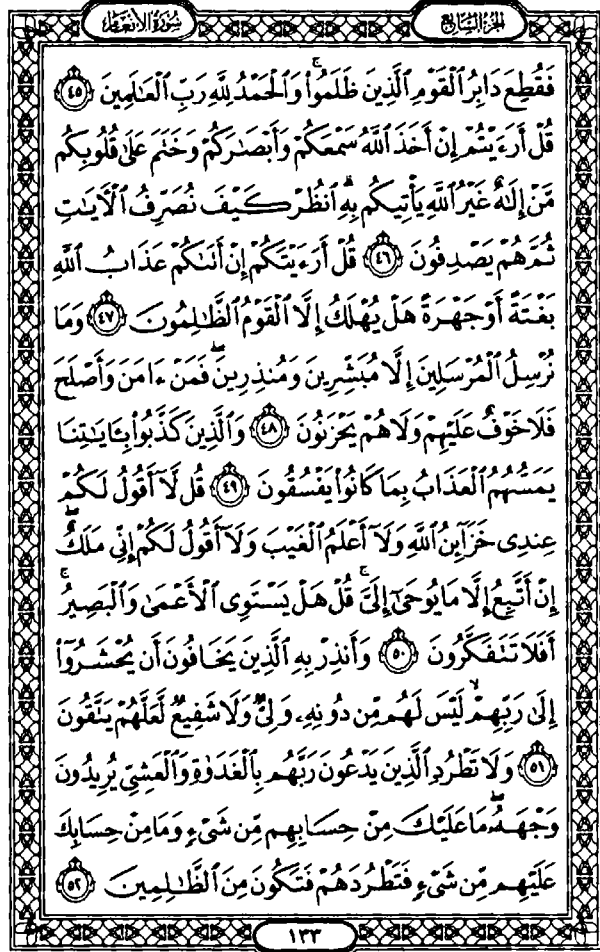 الجزء السابع
سورة الأنعام
فَقُطِعَ دَابِرُ ٱلْقَوْمِ ٱلَّذِينَ ظَلَمُوا۟ۚ وَٱلْحَمْدُ لِلَّهِ رَبِّ ٱلْعَٰلَمِينَ ٤٥
قُلْ أَرَءَيْتُمْ إِنْ أَخَذَ ٱللَّهُ سَمْعَكُمْ وَأَبْصَٰرَكُمْ وَخَتَمَ عَلَىٰ قُلُوبِكُم
مَّنْ إِلَٰهٌ غَيْرُ ٱللَّهِ يَأْتِيكُم بِهِۗ ٱنظُرْ كَيْفَ نُصَرِّفُ ٱلْءَايَٰتِ
ثُمَّ هُمْ يَصْدِفُونَ ٤٦ قُلْ أَرَءَيْتَكُمْ إِنْ أَتَىٰكُمْ عَذَابُ ٱللَّهِ
بَغْتَةً أَوْ جَهْرَةً هَلْ يُهْلَكُ إِلَّا ٱلْقَوْمُ ٱلظَّٰلِمُونَ ٤٧ وَمَا
نُرْسِلُ ٱلْمُرْسَلِينَ إِلَّا مُبَشِّرِينَ وَمُنذِرِينَۖ فَمَنْ ءَامَنَ وَأَصْلَحَ
فَلَا خَوْفٌ عَلَيْهِمْ وَلَا هُمْ يَحْزَنُونَ ٤٨ وَٱلَّذِينَ كَذَّبُوا۟ بِـَٔايَٰتِنَا
يَمَسُّهُمُ ٱلْعَذَابُ بِمَا كَانُوا۟ يَفْسُقُونَ ٤٩ قُل لَّآ أَقُولُ لَكُمْ
عِندِى خَزَآئِنُ ٱللَّهِ وَلَآ أَعْلَمُ ٱلْغَيْبَ وَلَآ أَقُولُ لَكُمْ إِنِّى مَلَكٌۖ
إِنْ أَتَّبِعُ إِلَّا مَا يُوحَىٰٓ إِلَىَّۚ قُلْ هَلْ يَسْتَوِى ٱلْأَعْمَىٰ وَٱلْبَصِيرُۚ
أَفَلَا تَتَفَكَّرُونَ ٥٠ وَأَنذِرْ بِهِ ٱلَّذِينَ يَخَافُونَ أَن يُحْشَرُوٓا۟
إِلَىٰ رَبِّهِمْۙ لَيْسَ لَهُم مِّن دُونِهِۦ وَلِىٌّ وَلَا شَفِيعٌ لَّعَلَّهُمْ يَتَّقُونَ
٥١ وَلَا تَطْرُدِ ٱلَّذِينَ يَدْعُونَ رَبَّهُم بِٱلْغَدَوٰةِ وَٱلْعَشِىِّ يُرِيدُونَ
وَجْهَهُۥۖ مَا عَلَيْكَ مِنْ حِسَابِهِم مِّن شَىْءٍ وَمَا مِنْ حِسَابِكَ
عَلَيْهِم مِّن شَىْءٍ فَتَطْرُدَهُمْ فَتَكُونَ مِنَ ٱلظَّٰلِمِينَ ٥٢
١٣٣